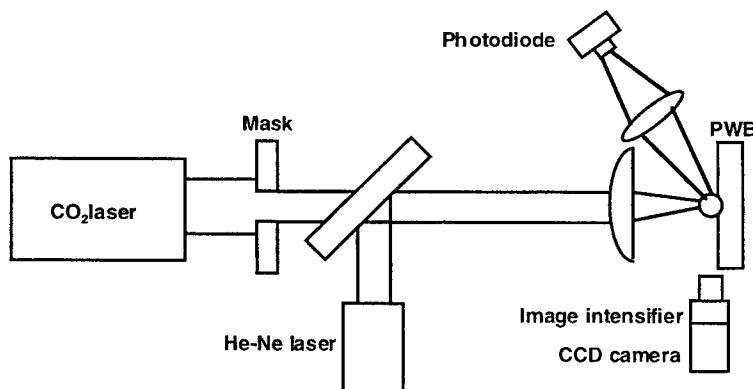 Photodiode
Mask
PWB
CO₂laser
Image intensifier
He-Ne laser
CCD camera